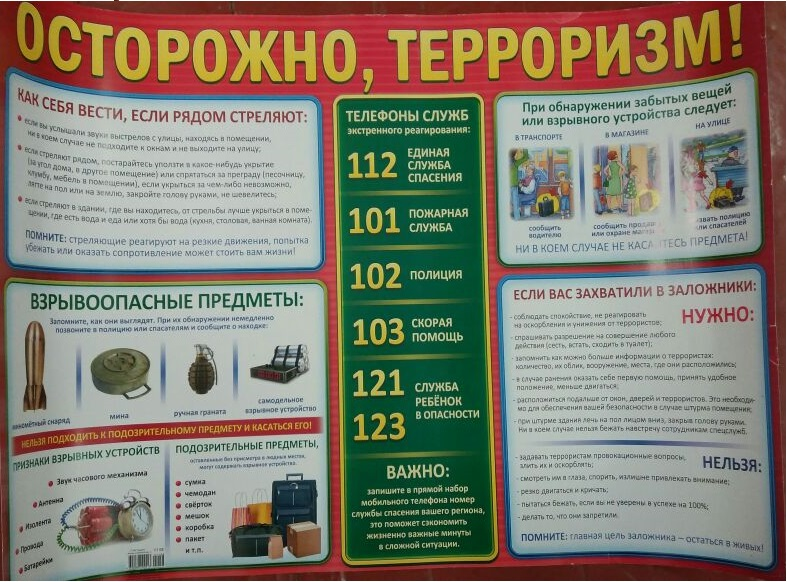 ОСТОРОЖНО, ТЕРРОРИЗМ!
КАК СЕБЯ ВЕСТИ, ЕСЛИ РЯДОМ СТРЕЛЯЮТ:
если вы услышали звуки выстрелов с улицы, находясь в помещении,
ни в коем случае не подходите к окнам и не выходите на улицу;
если стреляют рядом, постарайтесь уползти в какое-нибудь укрытие
(за угол дома, в другое помещение) или спрятаться за преграду (песочницу,
клумбу, мебель в помещении), если укрыться за чем-либо невозможно,
лягте на пол или на землю, закройте голову руками, не шевелитесь;
если стреляют в здании, где вы находитесь, от стрельбы лучше укрыться в поме-
щении, где есть вода и еда или хотя бы вода (кухня, столовая, ванная комната).
ПОМНИТЕ: стреляющие реагируют на резкие движения, попытка
убежать или оказать сопротивление может стоить вам жизни!
ВЗРЫВООПАСНЫЕ ПРЕДМЕТЫ:
Запомните, как они выглядят. При их обнаружении немедленно
позвоните в полицию или спасателям и сообщите о находке:
снаряд
мина
ручная граната
самодельное
взрывное устройство
НЕЛЬЗЯ ПОДХОДИТЬ К ПОДОЗРИТЕЛЬНОМУ ПРЕДМЕТУ И КАСАТЬСЯ ЕГО!
ПРИЗНАКИ ВЗРЫВНЫХ УСТРОЙСТВ
Звук часового механизма
Антенна
Изолента
Провода
Батарейки
ПОДОЗРИТЕЛЬНЫЕ ПРЕДМЕТЫ,
оставленные без присмотра в людных местах,
могут содержать взрывное устройство.
сумка
чемодан
свёрток
мешок
коробка
пакет
и т.п.
ТЕЛЕФОНЫ СЛУЖБ
экстренного реагирования:
112 ЕДИНАЯ
СЛУЖБА
СПАСЕНИЯ
101 ПОЖАРНАЯ
СЛУЖБА
102 ПОЛИЦИЯ
103 СКОРАЯ
ПОМОЩЬ
121
123
СЛУЖБА
РЕБЁНОК
В ОПАСНОСТИ
ВАЖНО:
запишите в прямой набор
мобильного телефона номер
службы спасения вашего региона,
это поможет сэкономить
жизненно важные минуты
в сложной ситуации.
При обнаружении забытых вещей
или взрывного устройства следует:
В ТРАНСПОРТЕ
В МАГАЗИНЕ
НА УЛИЦЕ
сообщить
водителю
сообщить
или охране
вызвать полицию
или спасателей
НИ В КОЕМ СЛУЧАЕ НЕ КАСАЙТЕСЬ ПРЕДМЕТА!
ЕСЛИ ВАС ЗАХВАТИЛИ В ЗАЛОЖНИКИ:
НУЖНО:
- соблюдать спокойствие, не реагировать
на оскорбления и унижения от террористов;
- спрашивать разрешение на совершение любого
действия (сесть, встать, сходить в туалет);
- запомнить как можно больше информации о террористах:
количество, их облик, вооружение, места, где они расположились;
- в случае ранения оказать себе первую помощь, принять удобное
положение, меньше двигаться;
- расположиться подальше от окон, дверей и террористов. Это необходи-
мо для обеспечения вашей безопасности в случае штурма помещения;
- при штурме здания лечь на пол лицом вниз, закрыв голову руками.
Ни в коем случае нельзя бежать навстречу сотрудникам спецслужб.
НЕЛЬЗЯ:
- задавать террористам провокационные вопросы,
злить их и оскорблять;
- смотреть им в глаза, спорить, излишне привлекать внимание;
- резко двигаться и кричать;
- пытаться бежать, если вы не уверены в успехе на 100%;
- делать то, что они запретили.
ПОМНИТЕ: главная цель заложника – остаться в живых!